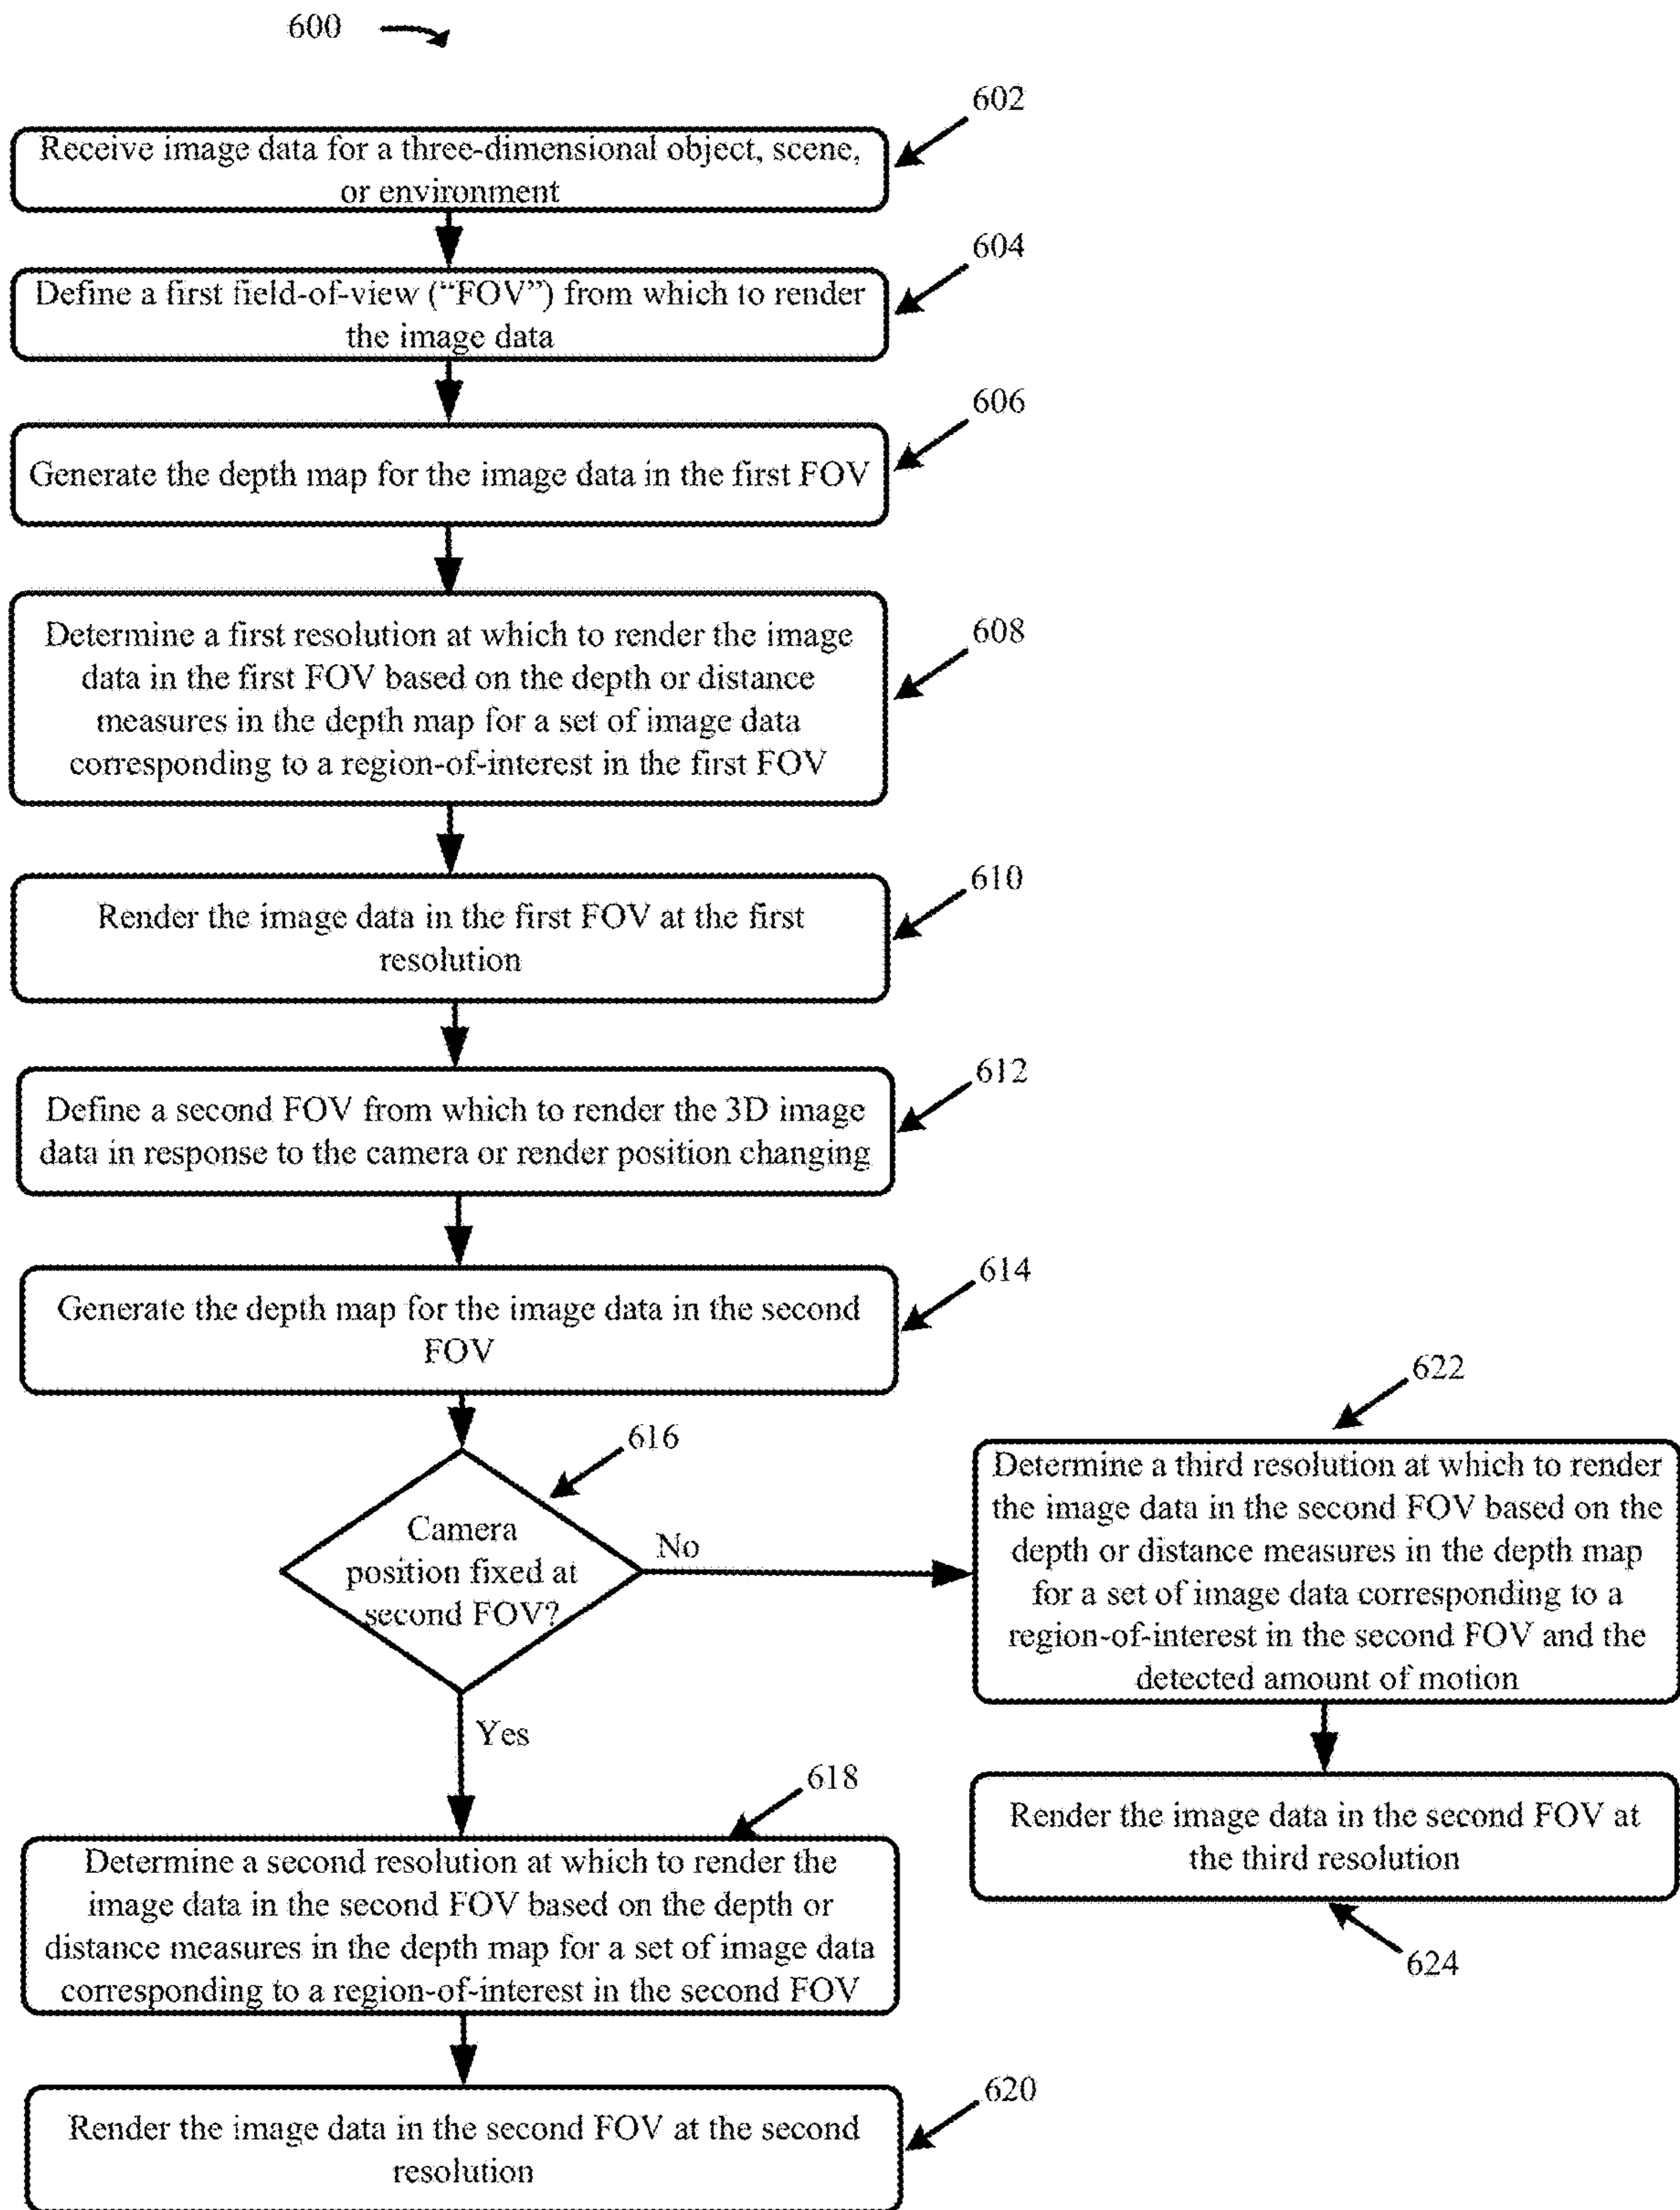 600
602
Receive image data for a three-dimensional object, scene,
or environment
604
Define a first field-of-view (“FOV”) from which to render
the image data
606
Generate the depth map for the image data in the first FOV
608
Determine a first resolution at which to render the image
data in the first FOV based on the depth or distance
measures in the depth map for a set of image data
corresponding to a region-of-interest in the first FOV
610
Render the image data in the first FOV at the first
resolution
612
Define a second FOV from which to render the 3D image
data in response to the camera or render position changing
614
Generate the depth map for the image data in the second
FOV
616
Camera
position fixed at
second FOV?
No
622
Determine a third resolution at which to render
the image data in the second FOV based on the
depth or distance measures in the depth map
for a set of image data corresponding to a
region-of-interest in the second FOV and the
detected amount of motion
Render the image data in the second FOV at
the third resolution
624
Yes
618
Determine a second resolution at which to render the
image data in the second FOV based on the depth or
distance measures in the depth map for a set of image data
corresponding to a region-of-interest in the second FOV
620
Render the image data in the second FOV at the second
resolution